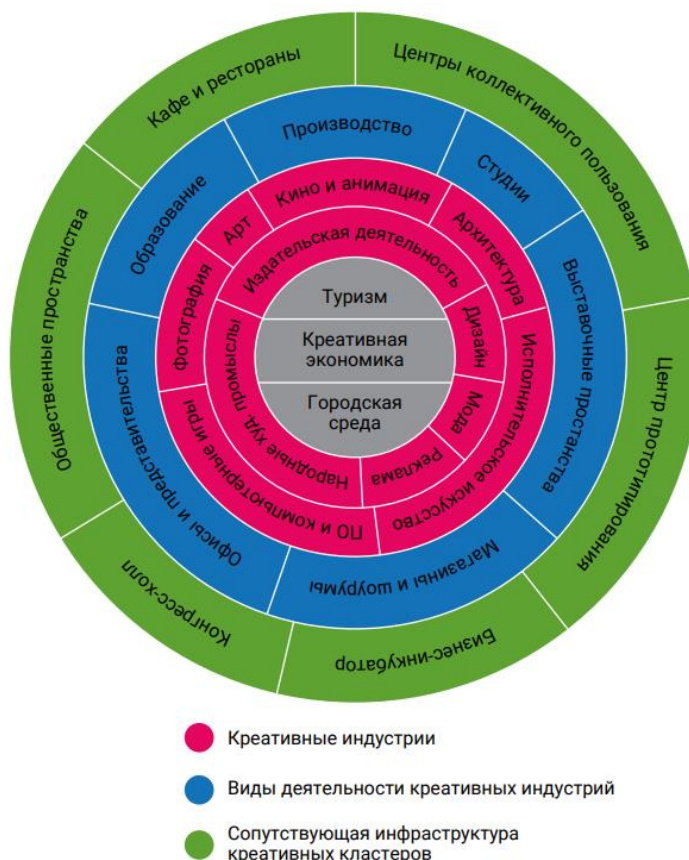 Кафе и рестораны
Центры коллективного пользования
Центр прототипирования
Бизнес-инкубатор
Конгресс-холл
Общественные пространства
Производство
Студии
Выставочные простанства
Магазины и шоурумы
Офисы и представительства
Образование
Кино и анимация
Архитектура
Исполнительское искусство
ПО и компьютерные игры
Фотография
Арт
Издательская деятельность
Дизайн
Мода
Реклама
Народные худ. промыслы
Туризм
Креативная
экономика
Городская
среда
Креативные индустрии
Виды деятельности креативных индустрий
Сопутствующая инфраструктура
креативных кластеров